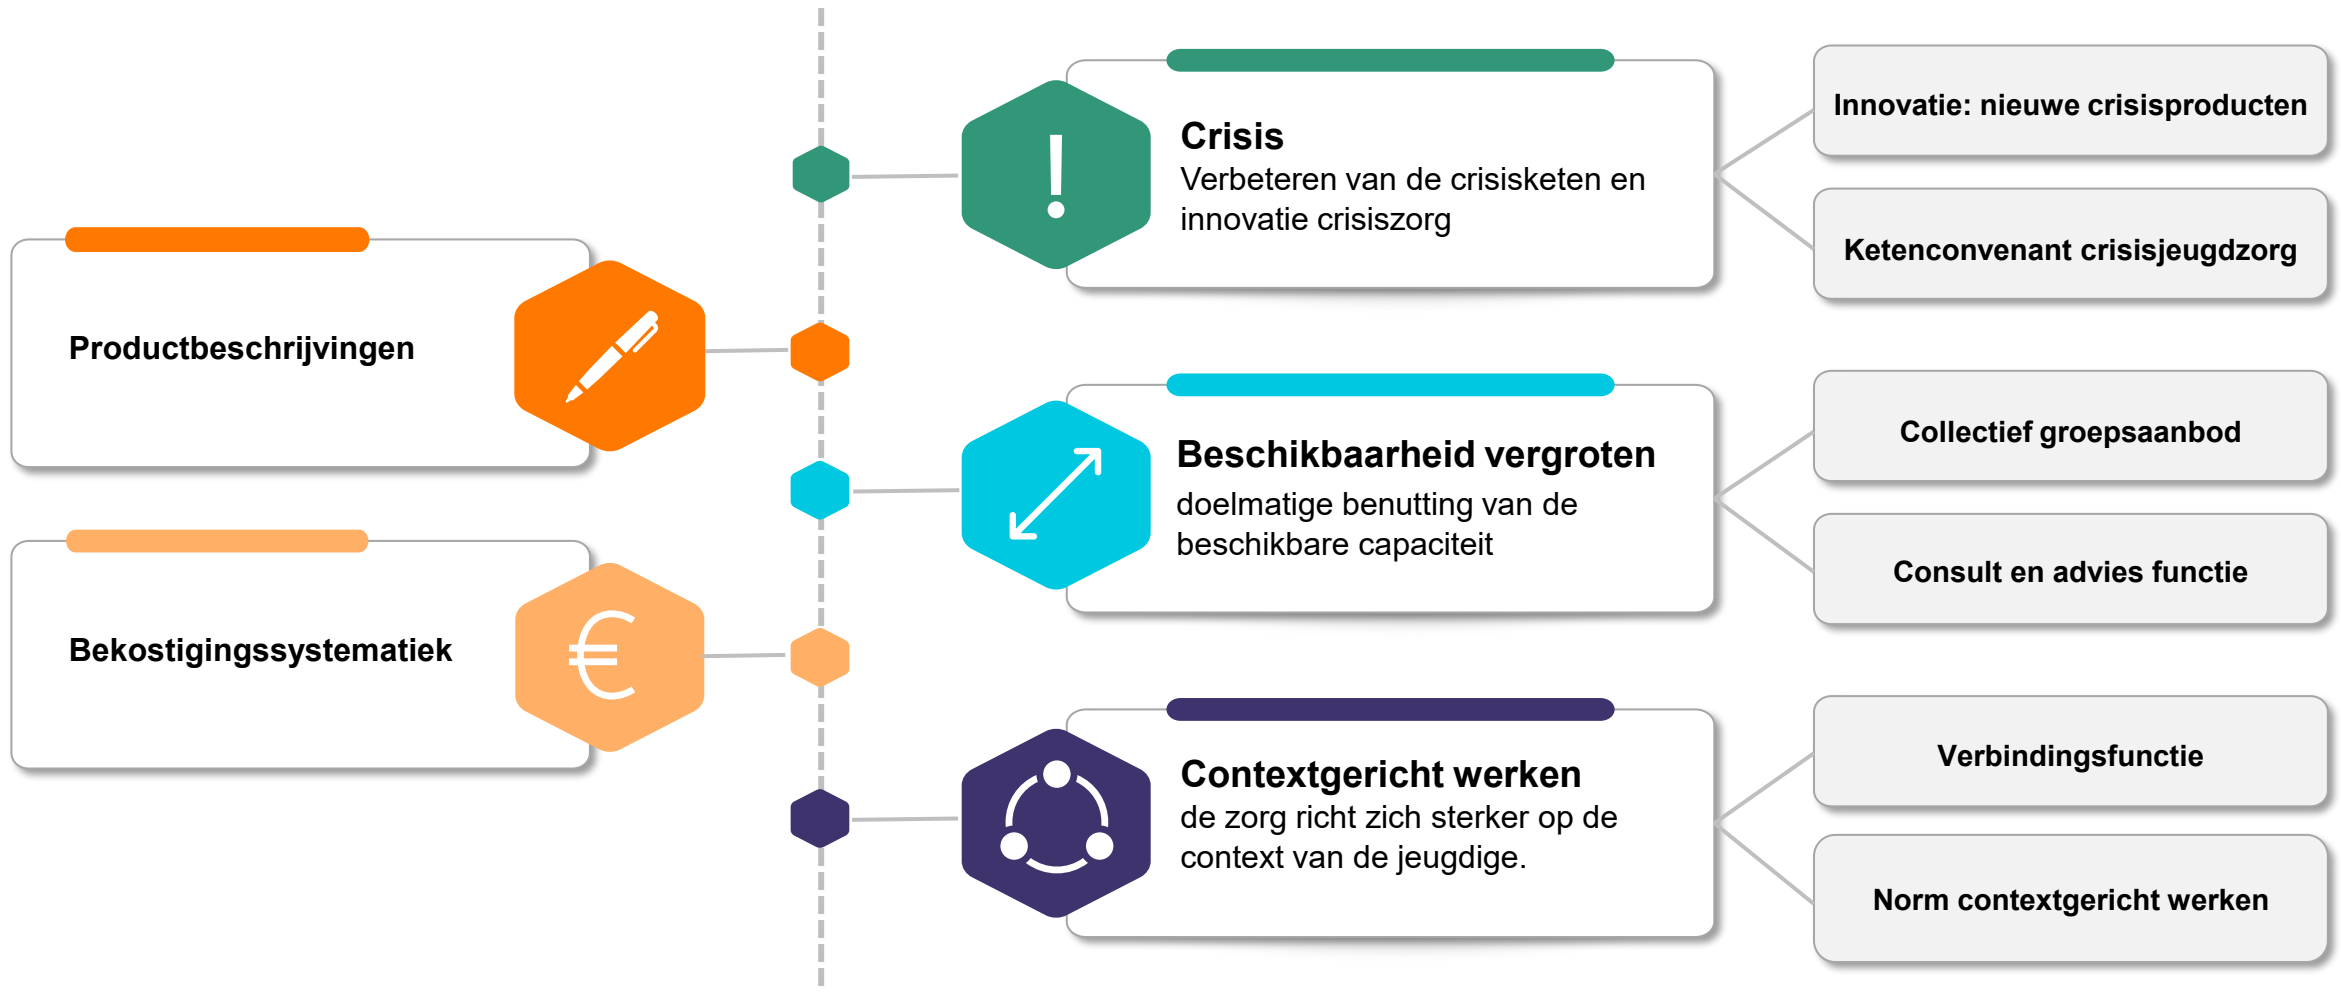 Productbeschrijvingen
€
Bekostigingssystematiek
!
Crisis
Verbeteren van de crisisketen en
innovatie crisiszorg
Innovatie: nieuwe crisisproducten
Ketenconvenant crisisjeugdzorg
Beschikbaarheid vergroten
doelmatige benutting van de
beschikbare capaciteit
Collectief groepsaanbod
Consult en advies functie
Contextgericht werken
de zorg richt zich sterker op de
context van de jeugdige.
Verbindingsfunctie
Norm contextgericht werken